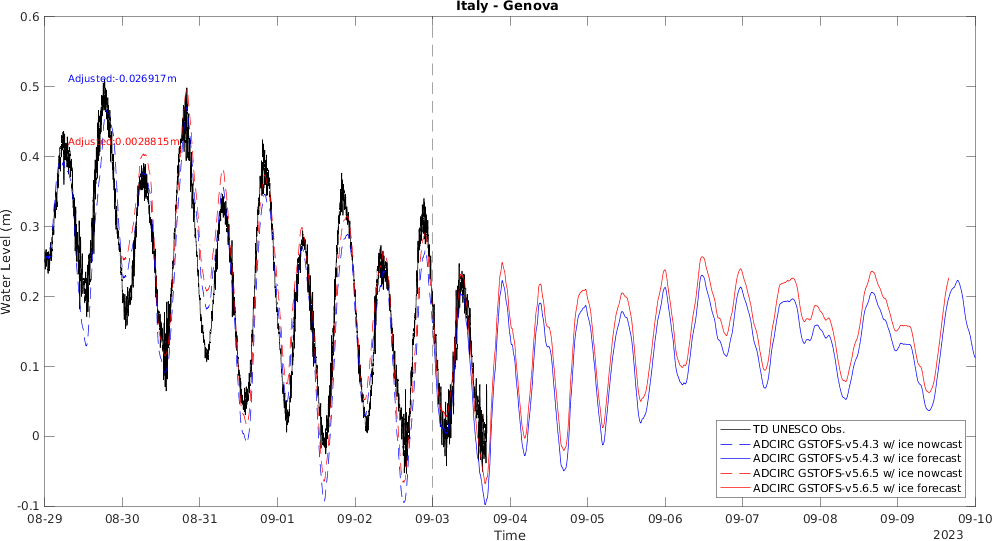 Italy - Genova
0.6
0.5
0.4
0.3
0.2
0.1
0
-0.1
Water Level (m)
Adjusted:-0.026917m
Adjusted:0.0028815m
TD UNESCO Obs.
ADCIRC GSTOFS-v5.4.3 w/ ice nowcast
ADCIRC GSTOFS-v5.4.3 w/ ice forecast
ADCIRC GSTOFS-v5.6.5 w/ ice nowcast
ADCIRC GSTOFS-v5.6.5 w/ ice forecast
08-29 08-30 08-31 09-01 09-02 09-03 09-04 09-05 09-06 09-07 09-08 09-09 09-10
Time
2023